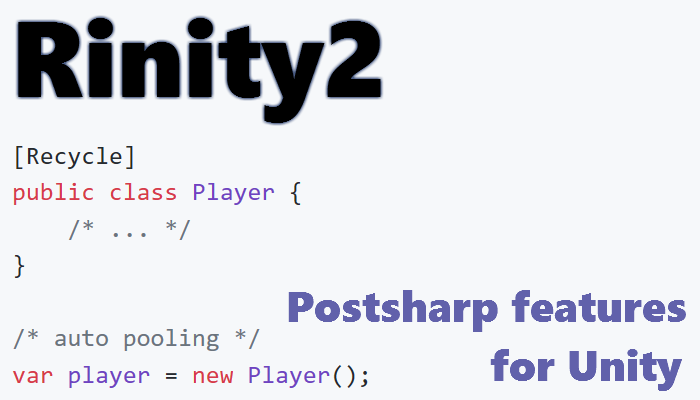 Rinity2
[Recycle]
public class Player {
    /* ... */
}
Postsharp features
for Unity
/* auto pooling */
var player = new Player();